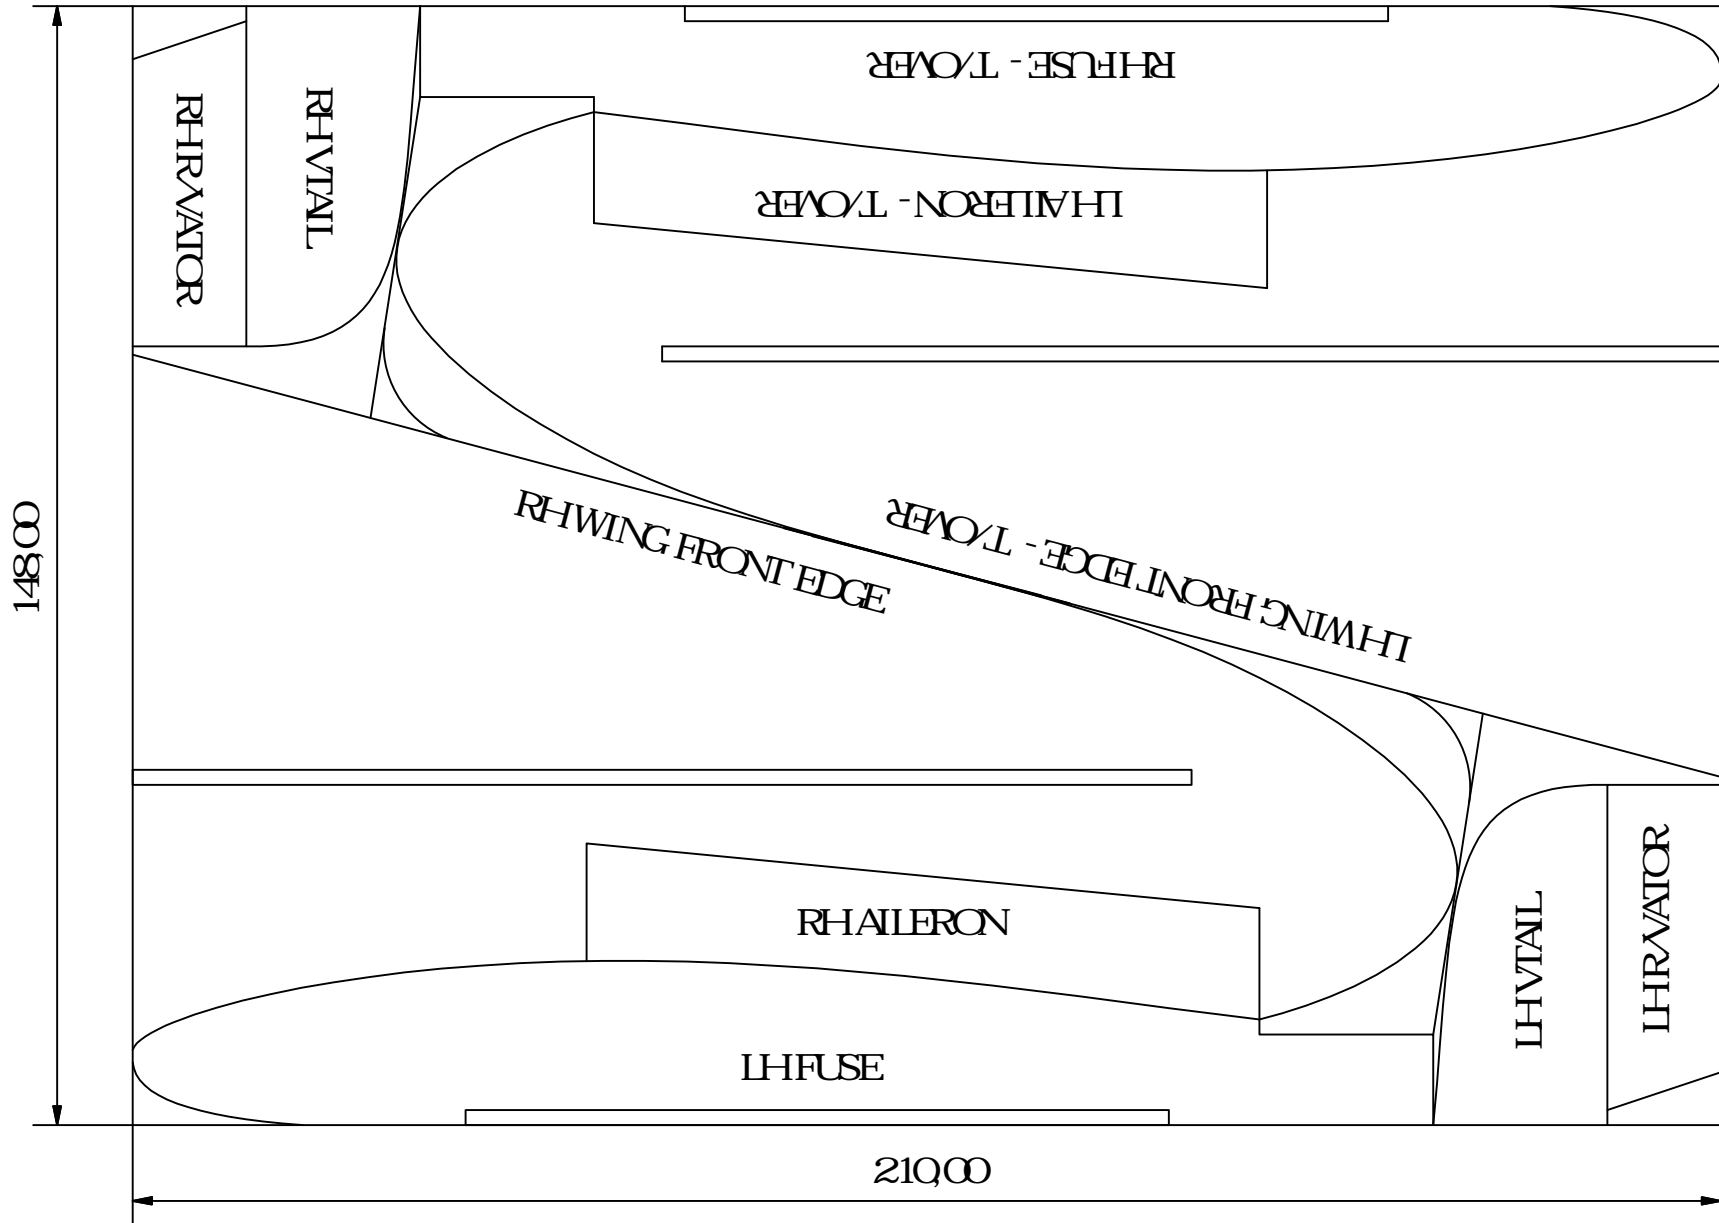 RH FUSE - T/OVER
RH RVATOR
RH VTAIL
LH AILERON - T/OVER
148,00
RH WING FRONT EDGE
LH WING FRONT EDGE - T/OVER
RH AILERON
LH VTAIL
LH RVATOR
LH FUSE
210,00